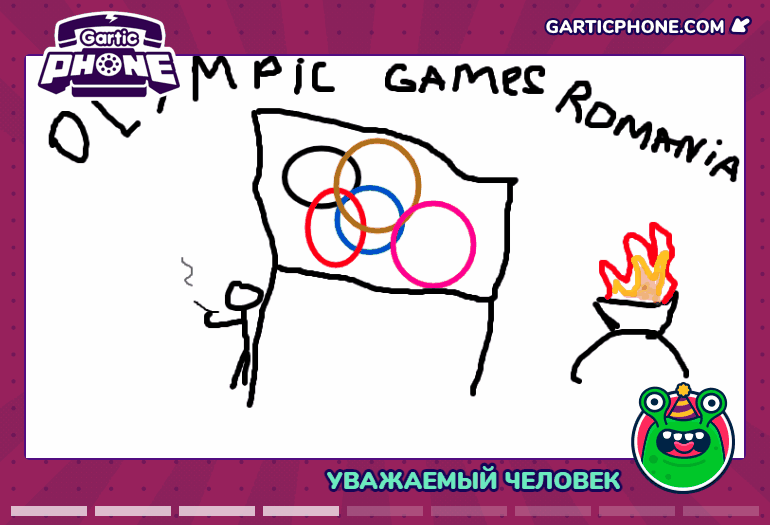 Gartic
PHONE
GARTICPHONE.COM
OLYMPIC GAMES ROMANIA
УВАЖАЕМЫЙ ЧЕЛОВЕК